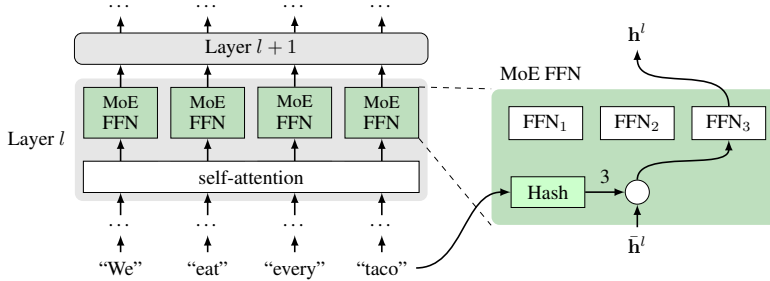 ... ... ... ...
Layer l + 1
MoE FFN MoE FFN MoE FFN MoE FFN
Layer l
self-attention
... ... ... ...
“We” “eat” “every” “taco”
h^l
MoE FFN
FFN₁ FFN₂ FFN₃
Hash 3
h̄^l